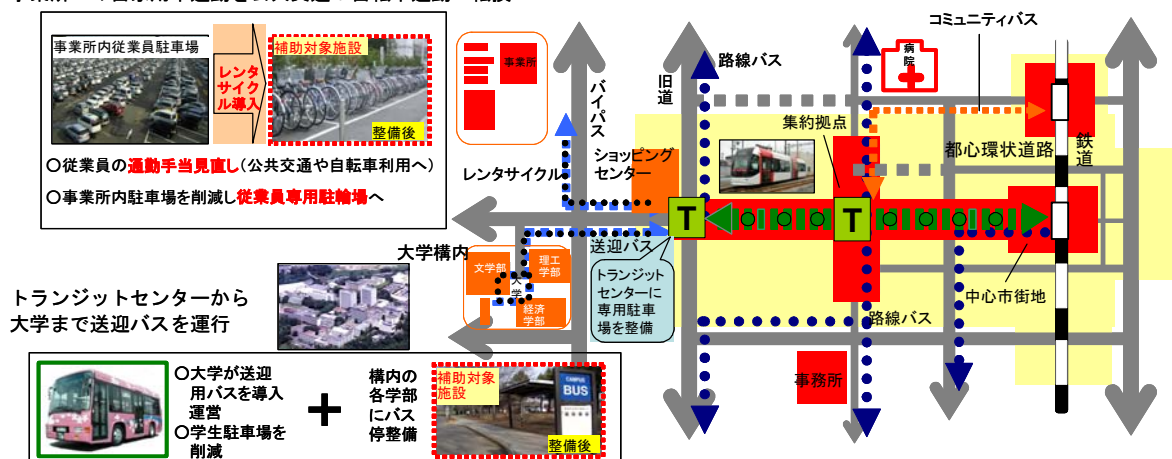 事業所内従業員駐車場
レンタ
サイク
ル導入
補助対象施設
整備後
○従業員の通勤手当見直し(公共交通や自転車利用へ)
○事業所内駐車場を削減し従業員専用駐輪場へ
事業所
バイパス
旧道
路線バス
病院
コミュニティバス
集約拠点
ショッピング
センター
レンタサイクル
都心環状道路
鉄道
T
T
送迎バス
大学構内
文学部
理工
学部
大学
経済
学部
トランジット
センターに
専用駐車
場を整備
中心市街地
路線バス
事務所
トランジットセンターから
大学まで送迎バスを運行
○大学が送迎
用バスを導入
運営
○学生駐車場を
削減
+
構内の
各学部
にバス
停整備
補助対象
施設
CAMPUS
BUS
整備後